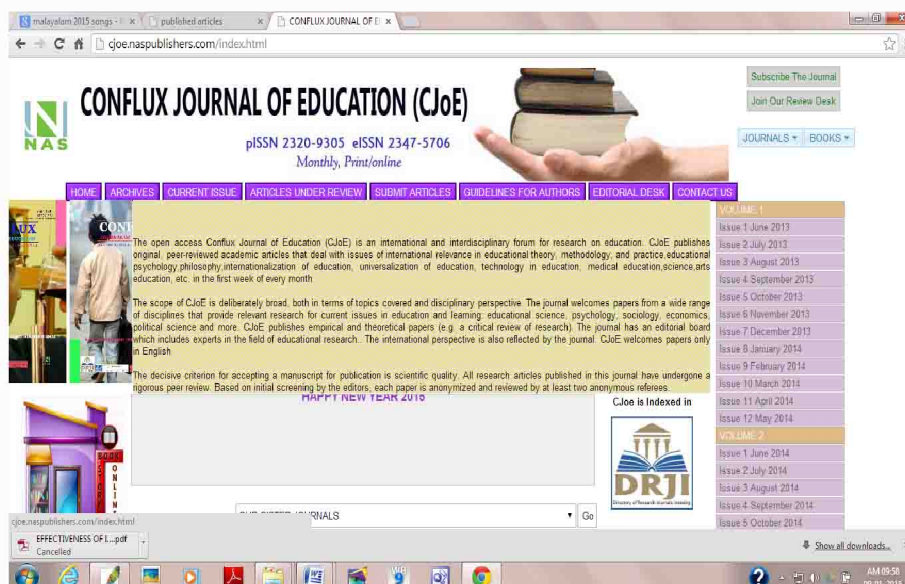 malayalam 2015 songs -
published articles
CONFLUX JOURNAL OF E
cjoe.naspublishers.com/index.html
NAS
CONFLUX JOURNAL OF EDUCATION (CJoE)
pISSN 2320-9305 eISSN 2347-5706
Monthly, Print/online
Subscribe The Journal
Join Our Review Desk
JOURNALS
BOOKS
HOME
ARCHIVES
CURRENT ISSUE
ARTICLES UNDER REVIEW
SUBMIT ARTICLES
GUIDELINES FOR AUTHORS
EDITORIAL DESK
CONTACT US
The open access Conflux Journal of Education (CJoE) is an international and interdisciplinary forum for research on education. CJoE publishes
original, peer-reviewed academic articles that deal with issues of international relevance in educational theory, methodology, and practice,educational
psychology,philosophy,internationalization of education, universalization of education, technology in education, medical education,science,arts
education, etc. in the first week of every month
The scope of CJoE is deliberately broad, both in terms of topics covered and disciplinary perspective. The journal welcomes papers from a wide range
of disciplines that provide relevant research for current issues in education and learning: educational science, psychology, sociology, economics,
political science and more. CJoE publishes empirical and theoretical papers (e.g. a critical review of research). The journal has an editorial board
which includes experts in the field of educational research.. The international perspective is also reflected by the journal. CJoE welcomes papers only
in English
The decisive criterion for accepting a manuscript for publication is scientific quality. All research articles published in this journal have undergone a
rigorous peer review. Based on initial screening by the editors, each paper is anonymized and reviewed by at least two anonymous referees.
HAPPY NEW YEAR 2015
CJoe is Indexed in
DRJI
Directory of Research Journals Indexing
OUR SISTER JOURNALS
Go
VOLUME 1
Issue 1 June 2013
Issue 2 July 2013
Issue 3 August 2013
Issue 4 September 2013
Issue 5 October 2013
Issue 6 November 2013
Issue 7 December 2013
Issue 8 January 2014
Issue 9 February 2014
Issue 10 March 2014
Issue 11 April 2014
Issue 12 May 2014
VOLUME 2
Issue 1 June 2014
Issue 2 July 2014
Issue 3 August 2014
Issue 4 September 2014
Issue 5 October 2014
UX
CONF
BOOKS
ONLIN
cjoe.naspublishers.com/index.html
EFFECTIVENESS OF I....pdf
Cancelled
Show all downloads...
AM 09:58